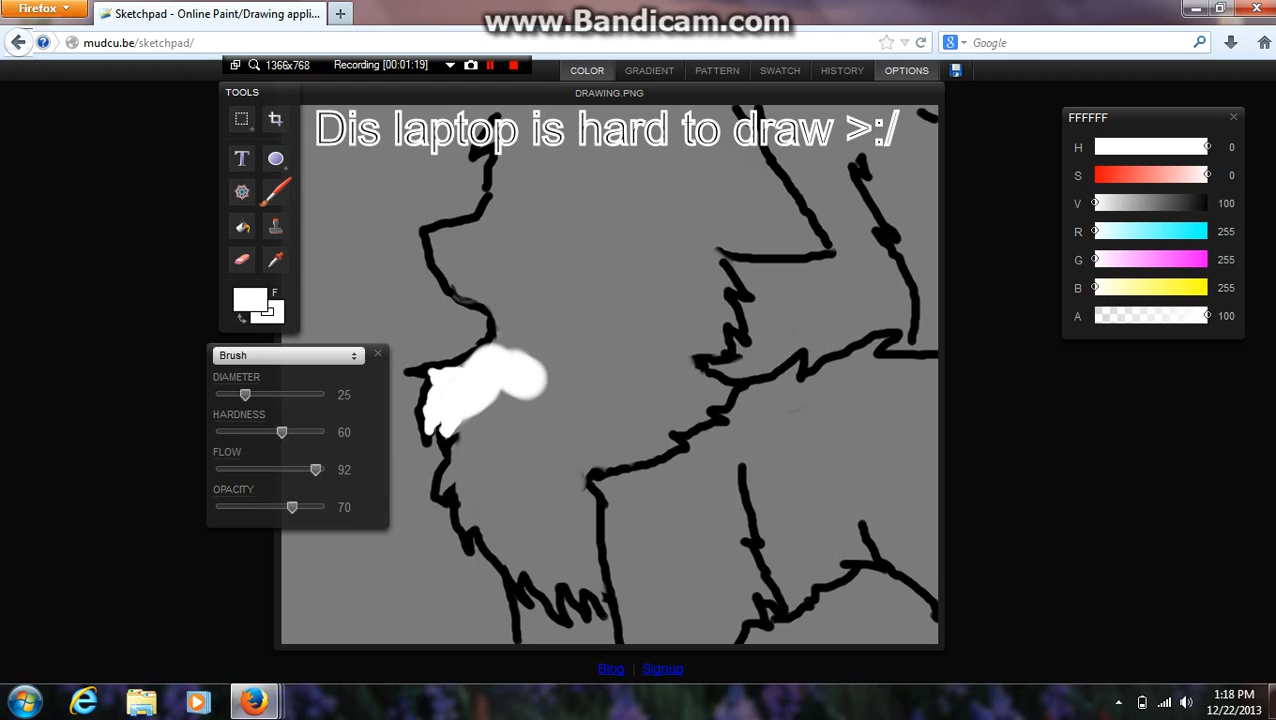 Firefox
Sketchpad - Online Paint/Drawing appli...
www.Bandicam.com
mudcu.be/sketchpad/
Google
1366x768
Recording [00:01:19]
COLOR
GRADIENT
PATTERN
SWATCH
HISTORY
OPTIONS
TOOLS
DRAWING.PNG
FFFFFF
Dis laptop is hard to draw >:/
H 0
S 0
V 100
R 255
G 255
B 255
A 100
T
F
Brush
DIAMETER
25
HARDNESS
60
FLOW
92
OPACITY
70
Blog | Signup
1:18 PM
12/22/2013